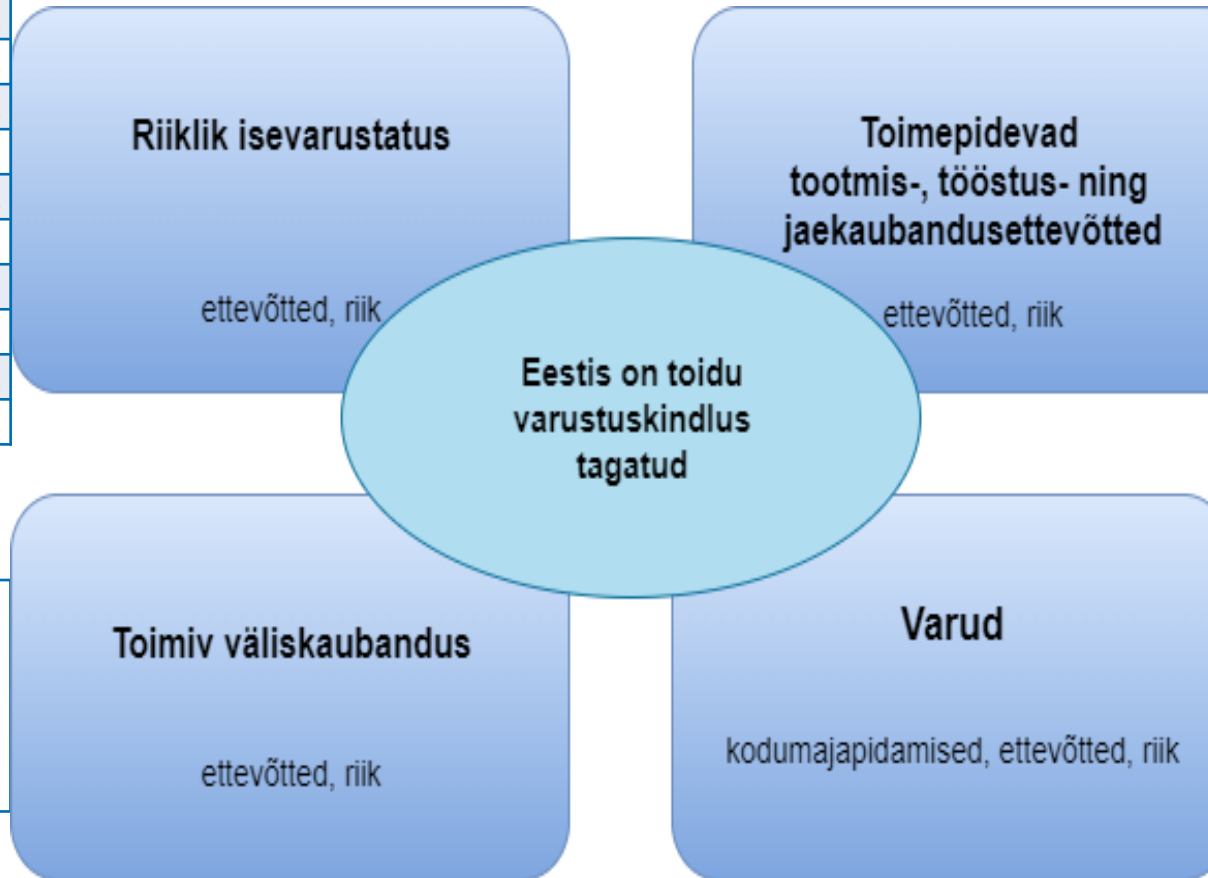 Riiklik isevarustatus
ettevõtted, riik
Toimepidevad
tootmis-, tööstus- ning
jaekaubandusettevõtted
ettevõtted, riik
Eestis on toidu
varustuskindlus
tagatud
Toimiv väliskaubandus
ettevõtted, riik
Varud
kodumajapidamised, ettevõtted, riik